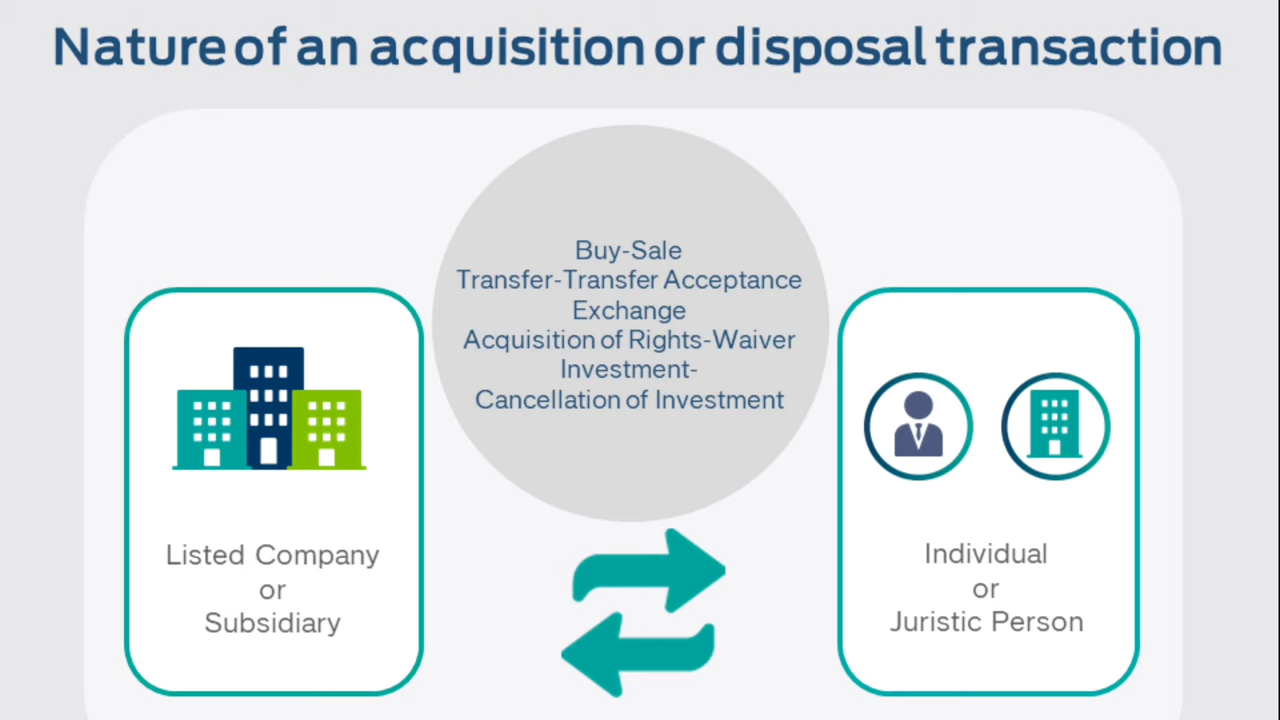 Nature of an acquisition or disposal transaction
Buy-Sale
Transfer-Transfer Acceptance
Exchange
Acquisition of Rights-Waiver
Investment-
Cancellation of Investment
Listed Company
or
Subsidiary
Individual
or
Juristic Person